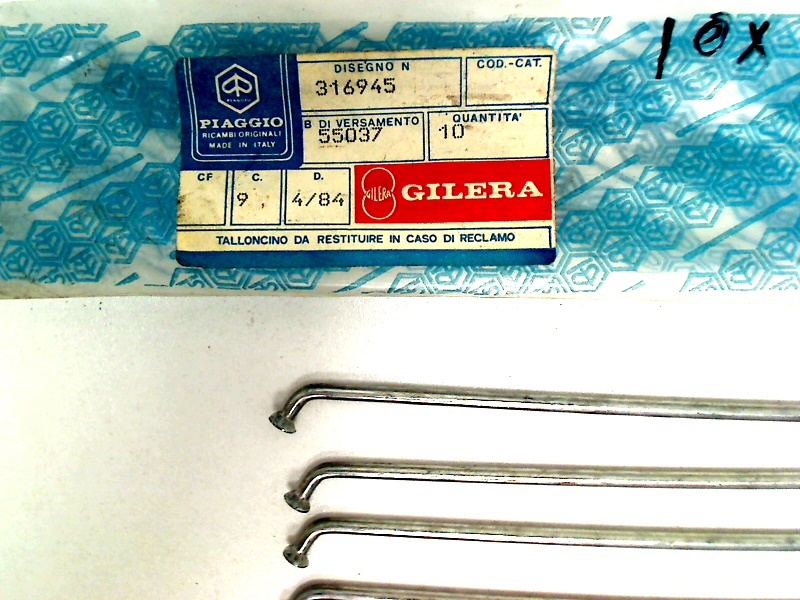 10x
DISEGNO N
COD.-CAT.
316945
PIAGGIO
PIAGGIO
RICAMBI ORIGINALI
MADE IN ITALY
B DI VERSAMENTO
55037
QUANTITA'
10
CF
C.
D.
9
4/84
GILERA
GILERA
TALLONCINO DA RESTITUIRE IN CASO DI RECLAMO